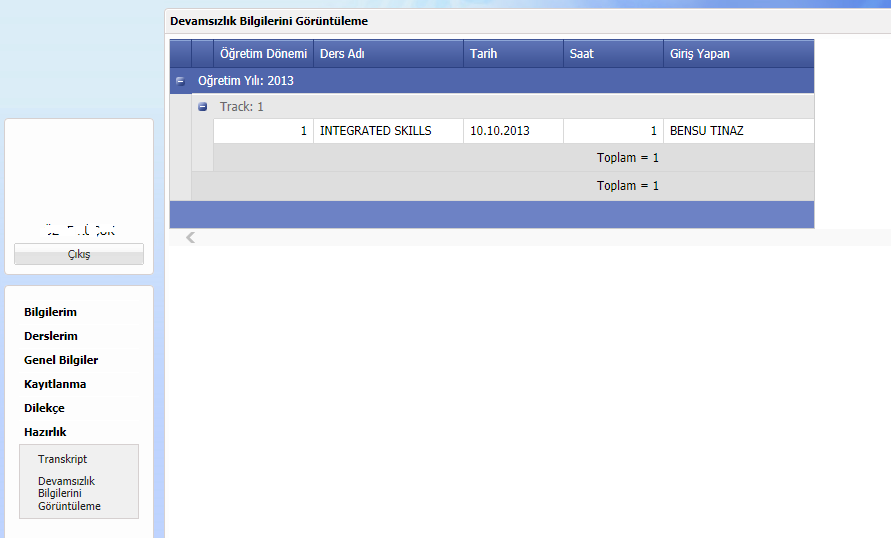 Devamsızlık Bilgilerini Görüntüleme
Öğretim Dönemi Ders Adı Tarih Saat Giriş Yapan
Öğretim Yılı: 2013
Track: 1
1 INTEGRATED SKILLS 10.10.2013 1 BENSU TINAZ
Toplam = 1
Toplam = 1
Çıkış
Bilgilerim
Derslerim
Genel Bilgiler
Kayıtlanma
Dilekçe
Hazırlık
Transkript
Devamsızlık
Bilgilerini
Görüntüleme